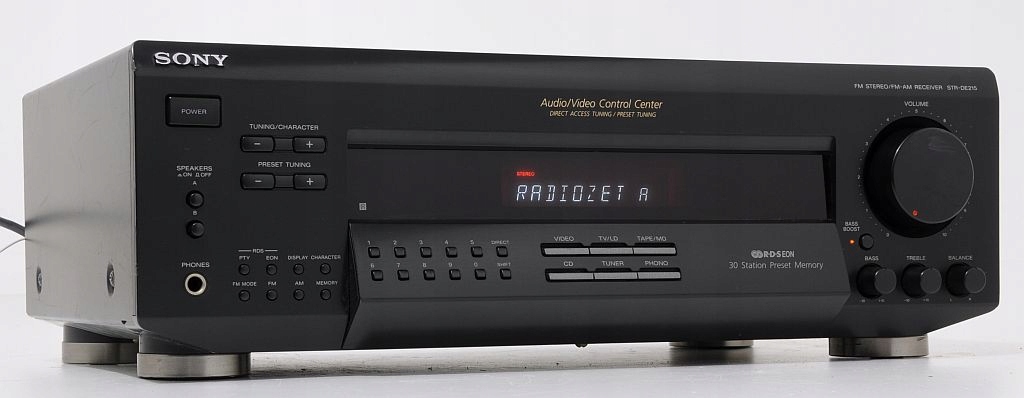 SONY
FM STEREO/FM-AM RECEIVER STR-DE215
POWER
TUNING/CHARACTER
− +
PRESET TUNING
− +
SPEAKERS
ON OFF
A
B
PHONES
RDS
PTY EON DISPLAY CHARACTER
FM MODE FM AM MEMORY
Audio/Video Control Center
DIRECT ACCESS TUNING / PRESET TUNING
STEREO
RADIOZET A
1 2 3 4 5 DIRECT
6 7 8 9 0 SHIFT
VIDEO TV/LD TAPE/MD
CD TUNER PHONO
R·D·S EON
30 Station Preset Memory
VOLUME
BASS
BOOST
BASS TREBLE BALANCE